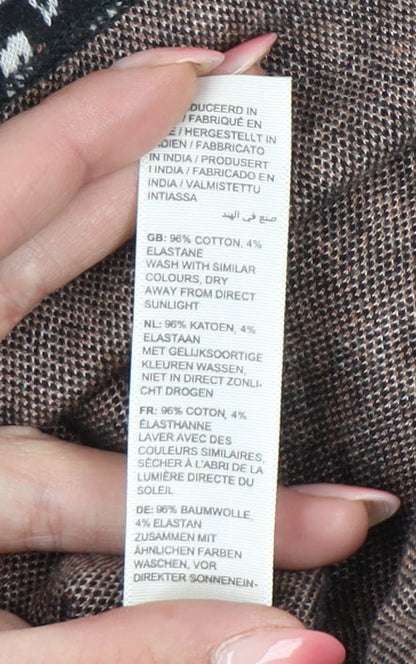 DUCEERD IN
/ FABRIQUÉ EN
/ HERGESTELLT IN
DIEN / FABBRICATO
IN INDIA / PRODUSERT
I INDIA / FABRICADO EN
INDIA / VALMISTETTU
INTIASSA
صنع في الهند
GB: 96% COTTON, 4%
ELASTANE
WASH WITH SIMILAR
COLOURS, DRY
AWAY FROM DIRECT
SUNLIGHT
NL: 96% KATOEN, 4%
ELASTAAN
MET GELIJKSOORTIGE
KLEUREN WASSEN,
NIET IN DIRECT ZONLI-
CHT DROGEN
FR: 96% COTON, 4%
ÉLASTHANNE
LAVER AVEC DES
COULEURS SIMILAIRES,
SÉCHER À L'ABRI DE LA
LUMIÈRE DIRECTE DU
SOLEIL
DE: 96% BAUMWOLLE,
4% ELASTAN
ZUSAMMEN MIT
ÄHNLICHEN FARBEN
WASCHEN, VOR
DIREKTER SONNENEIN-